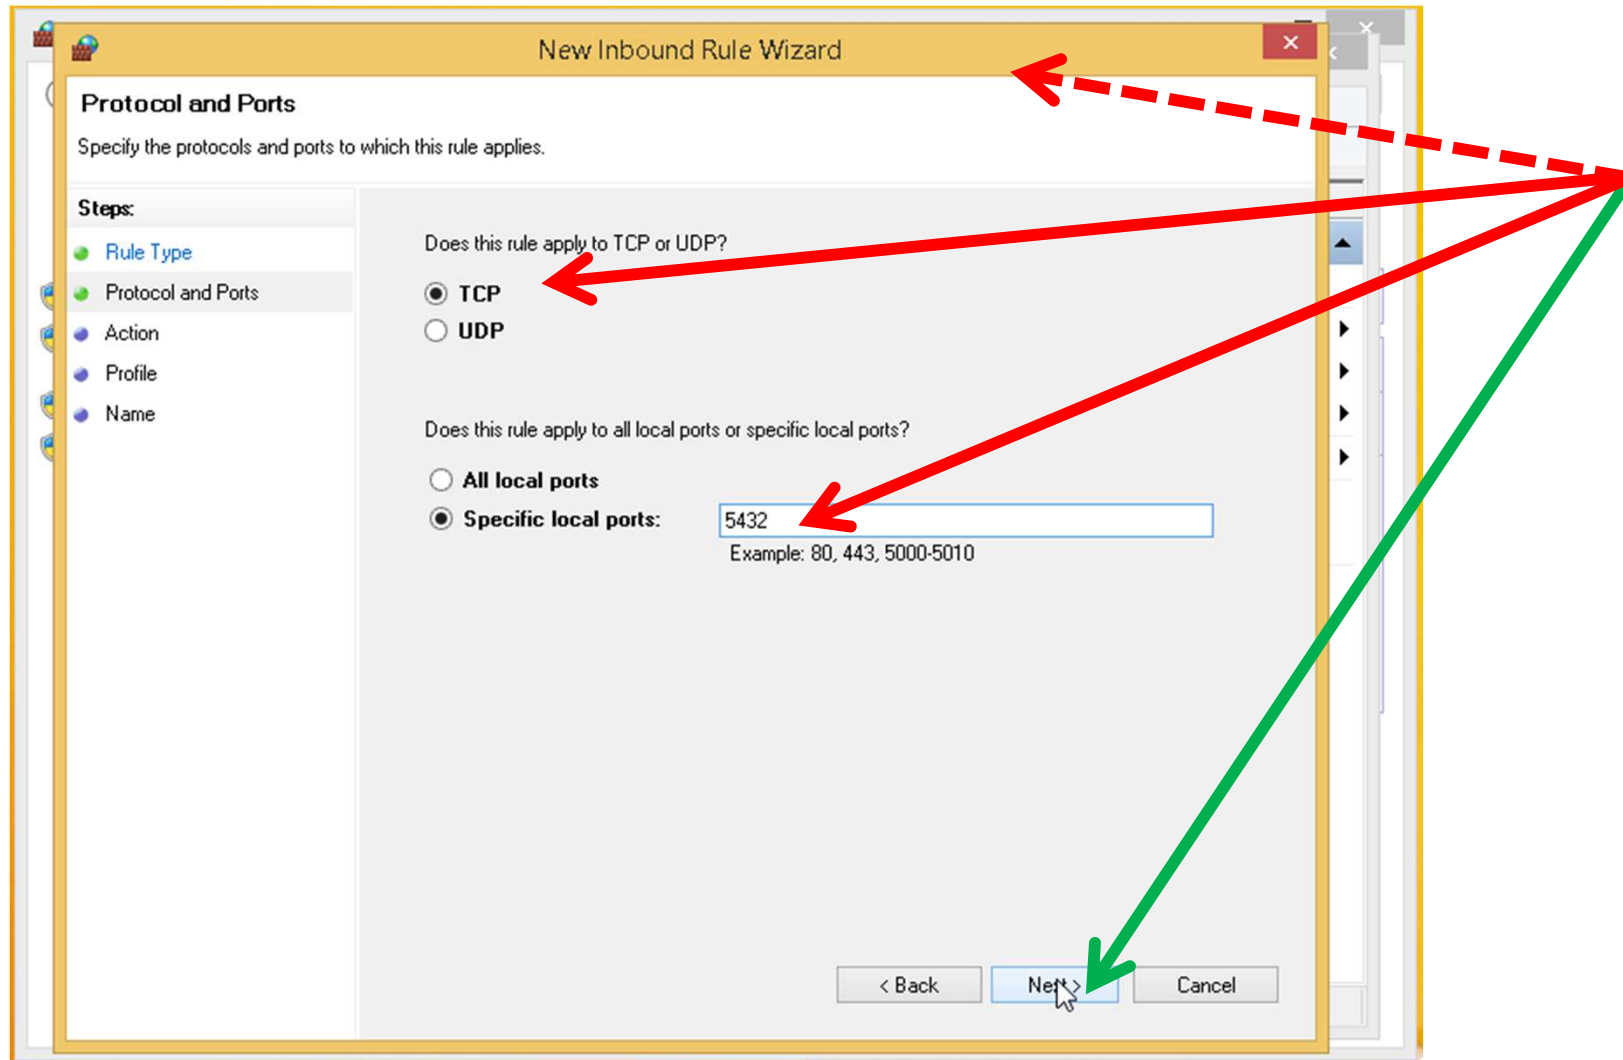 New Inbound Rule Wizard
Protocol and Ports
Specify the protocols and ports to which this rule applies.
Steps:
Rule Type
Protocol and Ports
Action
Profile
Name
Does this rule apply to TCP or UDP?
TCP
UDP
Does this rule apply to all local ports or specific local ports?
All local ports
Specific local ports:
5432
Example: 80, 443, 5000-5010
< Back
Next >
Cancel